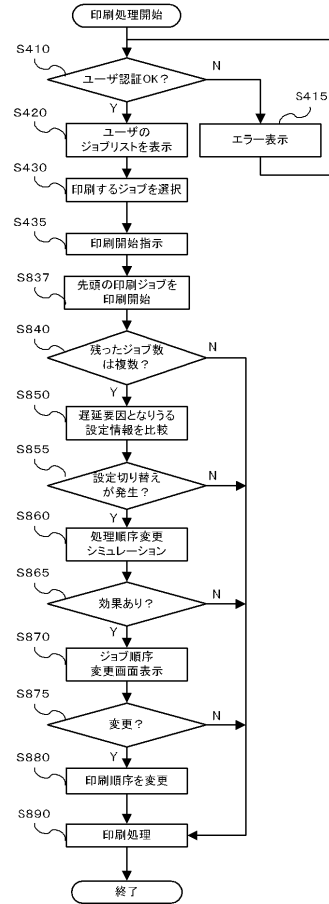 印刷処理開始
S410
ユーザ認証OK?
N
S415
エラー表示
Y
S420
ユーザの
ジョブリストを表示
S430
印刷するジョブを選択
S435
印刷開始指示
S837
先頭の印刷ジョブを
印刷開始
S840
残ったジョブ数
は複数?
N
Y
S850
遅延要因となりうる
設定情報を比較
S855
設定切り替え
が発生?
N
Y
S860
処理順序変更
シミュレーション
S865
効果あり?
N
Y
S870
ジョブ順序
変更画面表示
S875
変更?
N
Y
S880
印刷順序を変更
S890
印刷処理
終了